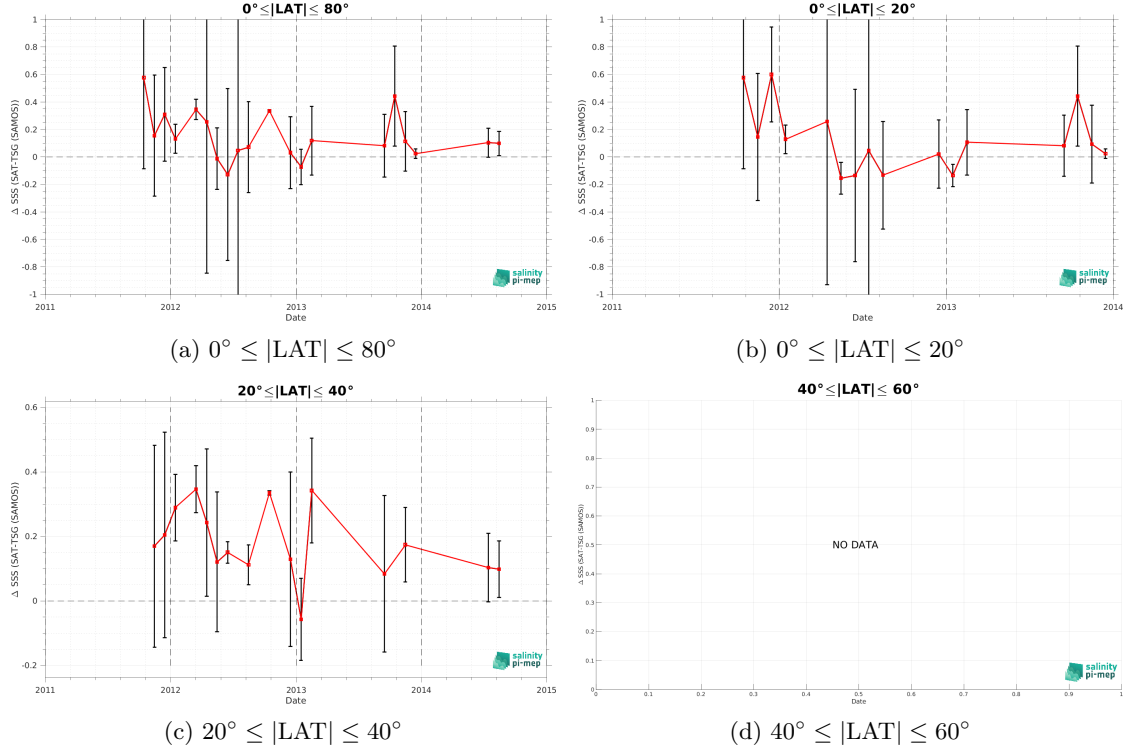 0°≤|LAT|≤ 80°
Δ SSS (SAT-TSG (SAMOS))
1
0.8
0.6
0.4
0.2
0
-0.2
-0.4
-0.6
-0.8
-1
2011 2012 2013 2014 2015
Date
salinity
pi-mep
(a) 0° ≤ |LAT| ≤ 80°
0°≤|LAT|≤ 20°
Δ SSS (SAT-TSG (SAMOS))
1
0.8
0.6
0.4
0.2
0
-0.2
-0.4
-0.6
-0.8
-1
2011 2012 2013 2014
Date
salinity
pi-mep
(b) 0° ≤ |LAT| ≤ 20°
20°≤|LAT|≤ 40°
Δ SSS (SAT-TSG (SAMOS))
0.6
0.4
0.2
0
-0.2
2011 2012 2013 2014 2015
Date
salinity
pi-mep
(c) 20° ≤ |LAT| ≤ 40°
40°≤|LAT|≤ 60°
Δ SSS (SAT-TSG (SAMOS))
1
0.9
0.8
0.7
0.6
0.5
0.4
0.3
0.2
0.1
0
NO DATA
0 0.1 0.2 0.3 0.4 0.5 0.6 0.7 0.8 0.9 1
Date
salinity
pi-mep
(d) 40° ≤ |LAT| ≤ 60°